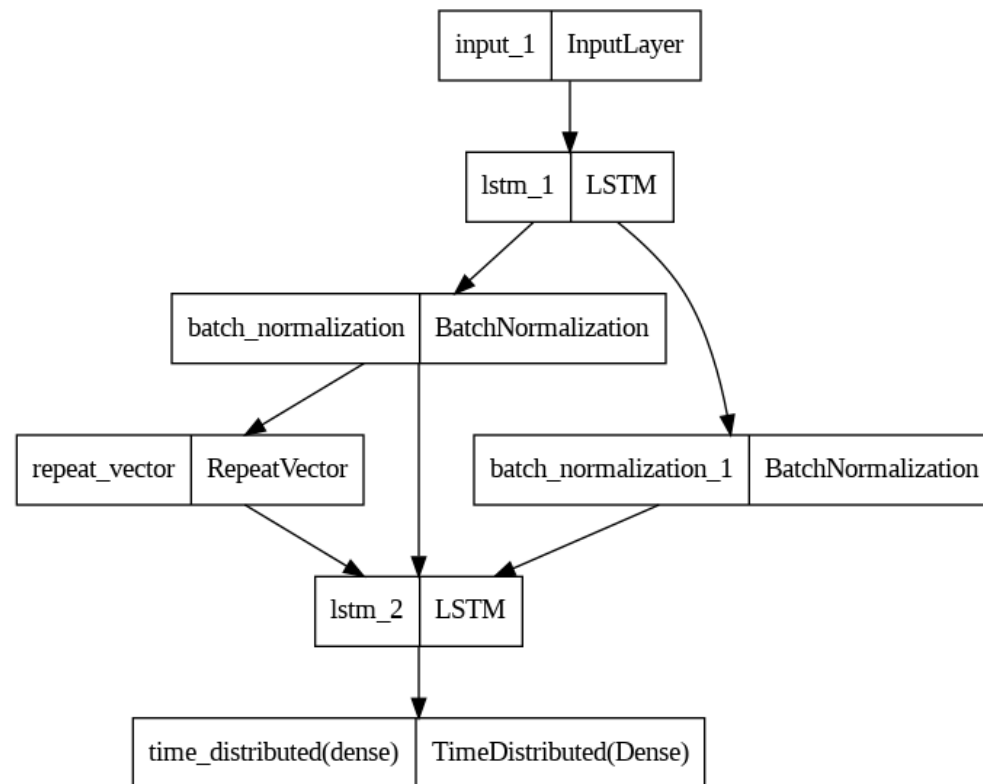 input_1 InputLayer
lstm_1 LSTM
batch_normalization BatchNormalization
repeat_vector RepeatVector
batch_normalization_1 BatchNormalization
lstm_2 LSTM
time_distributed(dense) TimeDistributed(Dense)